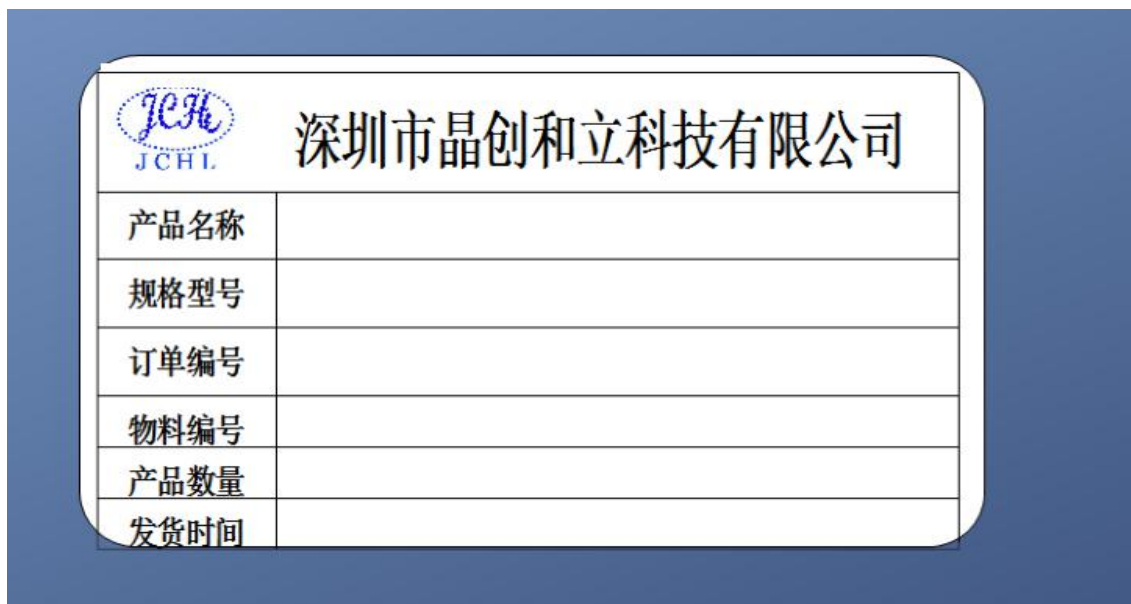 JCHL
JCHL
深圳市晶创和立科技有限公司
产品名称
规格型号
订单编号
物料编号
产品数量
发货时间